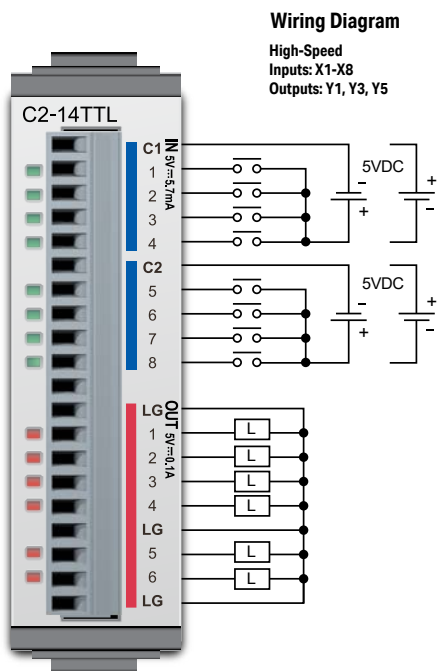 Wiring Diagram
High-Speed
Inputs: X1-X8
Outputs: Y1, Y3, Y5
C2-14TTL
C1
IN 5V⎓5.7mA
1
2
3
4
C2
5
6
7
8
5VDC
-
+
+
-
5VDC
-
+
+
-
LG
OUT 5V⎓0.1A
1
2
3
4
LG
5
6
LG
L
L
L
L
L
L